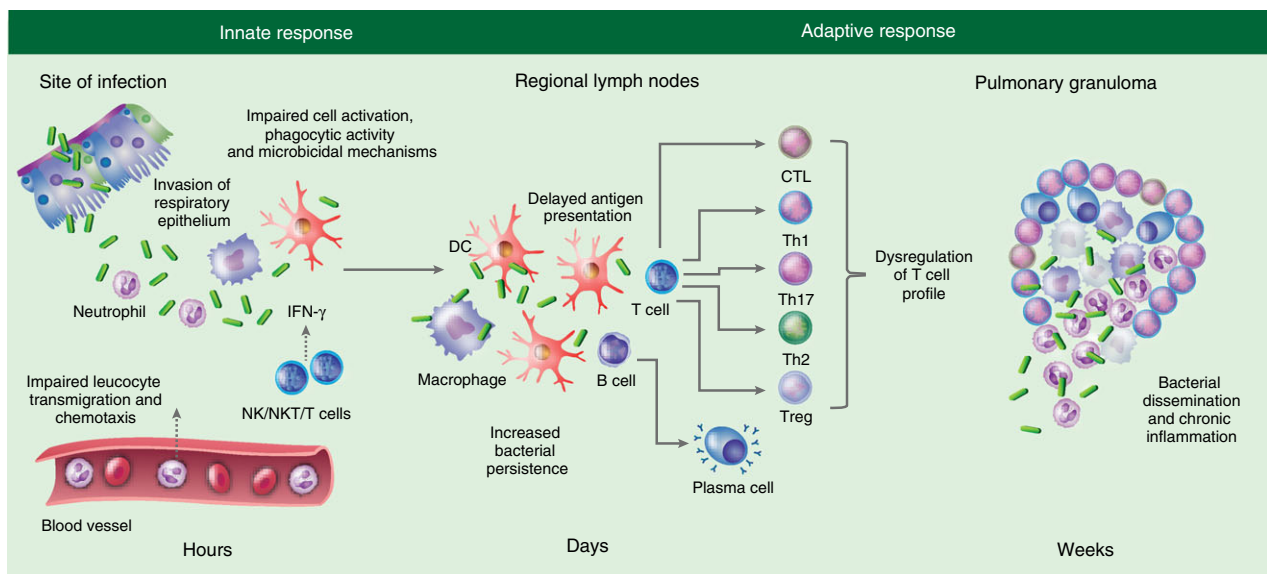 Innate response
Adaptive response
Site of infection
Impaired cell activation,
phagocytic activity
and microbicidal mechanisms
Invasion of
respiratory
epithelium
Neutrophil
IFN-γ
NK/NKT/T cells
Impaired leucocyte
transmigration and
chemotaxis
Blood vessel
Hours
Regional lymph nodes
Delayed antigen
presentation
DC
T cell
Macrophage
B cell
Increased
bacterial
persistence
Plasma cell
Days
CTL
Th1
Th17
Th2
Treg
Dysregulation
of T cell
profile
Pulmonary granuloma
Bacterial
dissemination
and chronic
inflammation
Weeks